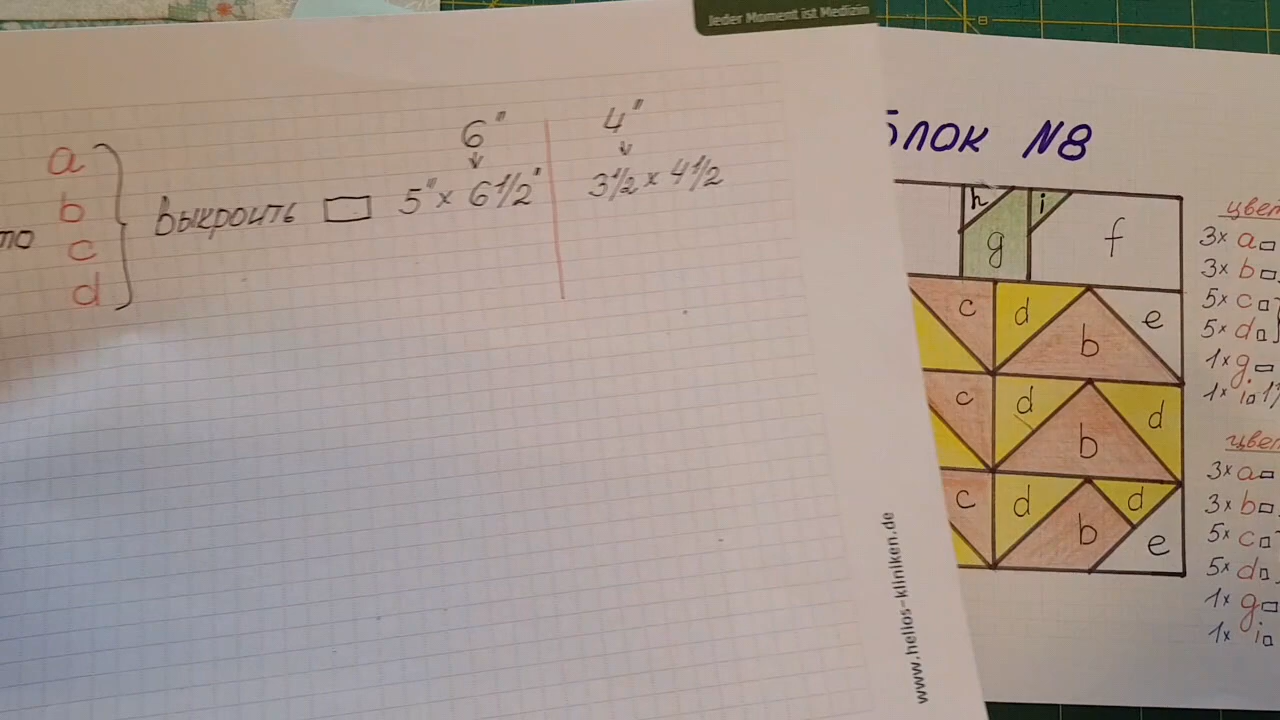 Jeder Moment ist Medizin
6" 4"
a
b
c
d
Выкроить 5" x 6 1/2" 3 1/2 x 4 1/2
www.helios-kliniken.de
блок N8
h i
g f
c d b e
c d b d
c d b d e
3x a
3x b
5x c
5x d
1x g
1x i
3x a
3x b
5x c
5x d
1x g
1x i